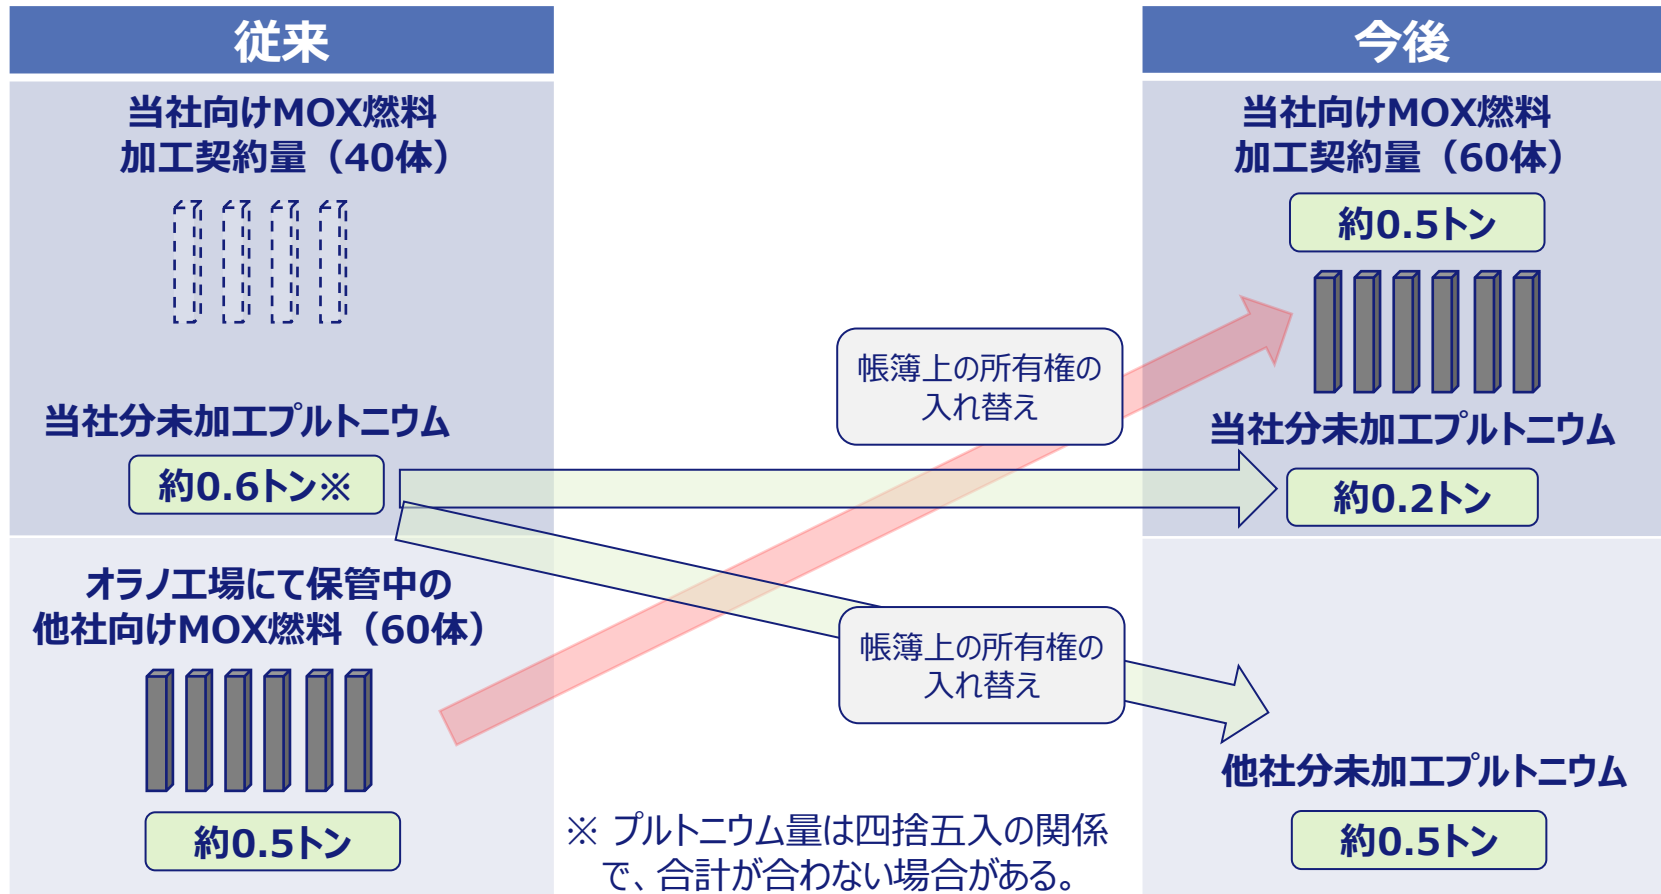 従来
当社向けMOX燃料
加工契約量（40体）
当社分未加工プルトニウム
約0.6トン※
オラノ工場にて保管中の
他社向けMOX燃料（60体）
約0.5トン
帳簿上の所有権の
入れ替え
帳簿上の所有権の
入れ替え
※ プルトニウム量は四捨五入の関係
で、合計が合わない場合がある。
今後
当社向けMOX燃料
加工契約量（60体）
約0.5トン
当社分未加工プルトニウム
約0.2トン
他社分未加工プルトニウム
約0.5トン